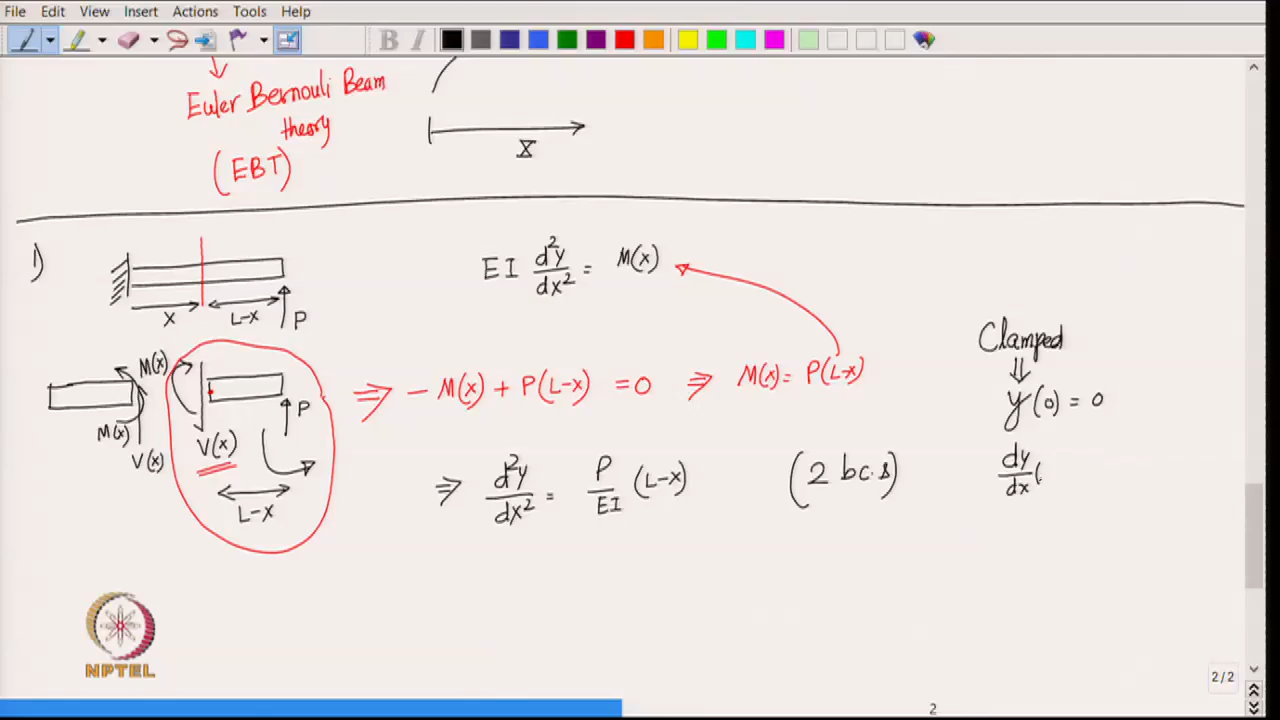 File Edit View Insert Actions Tools Help
B I
Euler Bernouli Beam
theory
(EBT)
X
1)
x
L-x
P
EI d²y/dx² = M(x)
M(x)
V(x)
M(x)
V(x)
P
L-x
⇒ - M(x) + P(L-x) = 0 ⇒ M(x) = P(L-x)
⇒ d²y/dx² = P/EI (L-x) (2 bc.s)
Clamped
⇓
y(0) = 0
dy/dx (
NPTEL
2/2
2